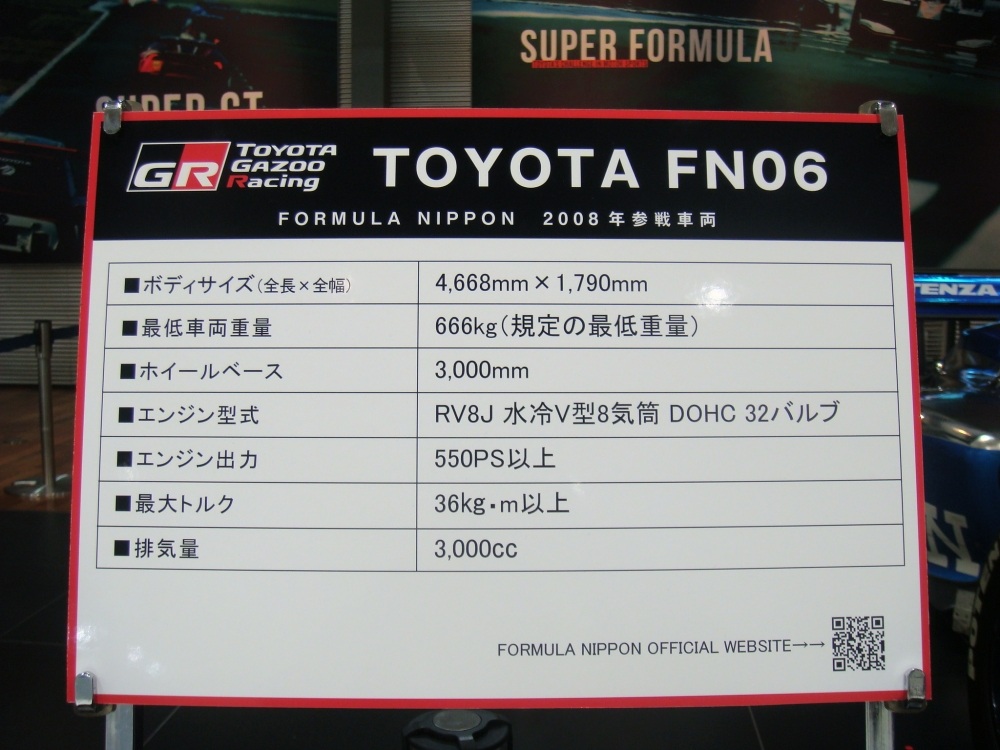 SUPER FORMULA
SUPER GT
GR TOYOTA GAZOO Racing
TOYOTA FN06
FORMULA NIPPON 2008年参戦車両
■ボディサイズ(全長×全幅) 4,668mm×1,790mm
■最低車両重量 666kg(規定の最低重量)
■ホイールベース 3,000mm
■エンジン型式 RV8J 水冷V型8気筒 DOHC 32バルブ
■エンジン出力 550PS以上
■最大トルク 36kg・m以上
■排気量 3,000cc
FORMULA NIPPON OFFICIAL WEBSITE→→
TENZA